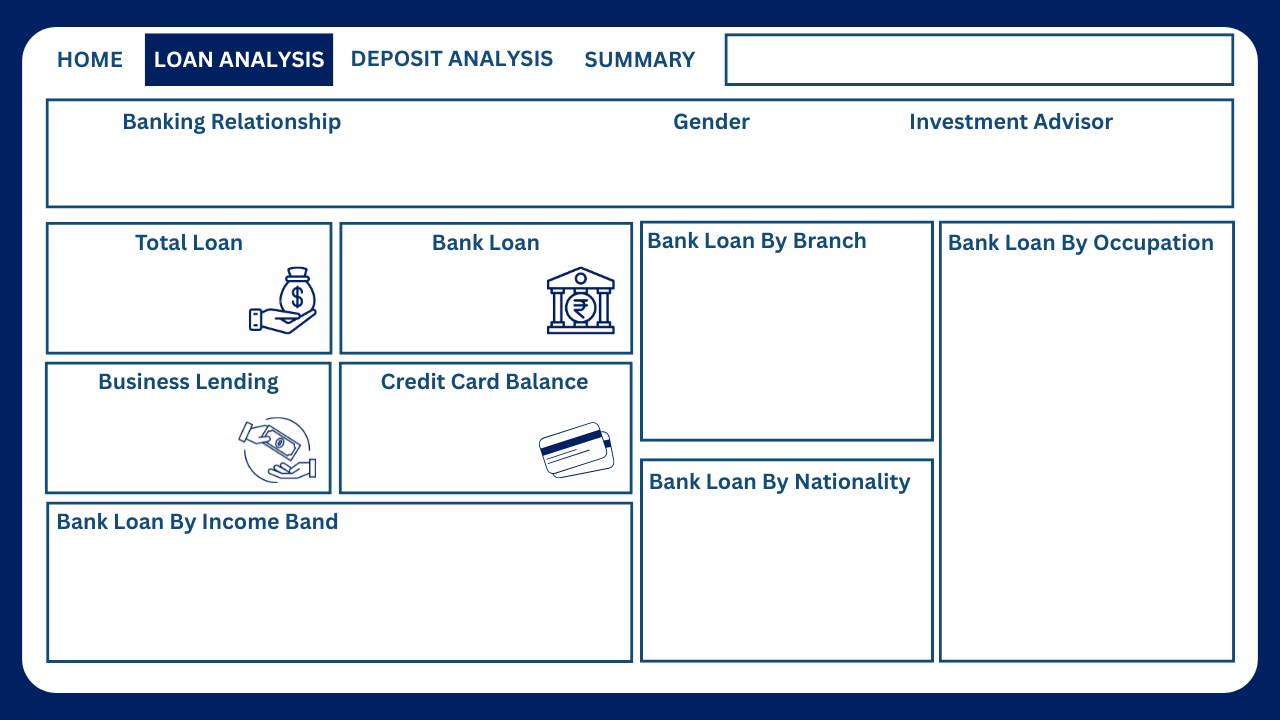 HOME LOAN ANALYSIS DEPOSIT ANALYSIS SUMMARY
Banking Relationship Gender Investment Advisor
Total Loan
$
Bank Loan
₹
Bank Loan By Branch
Bank Loan By Occupation
Business Lending
Credit Card Balance
Bank Loan By Income Band
Bank Loan By Nationality